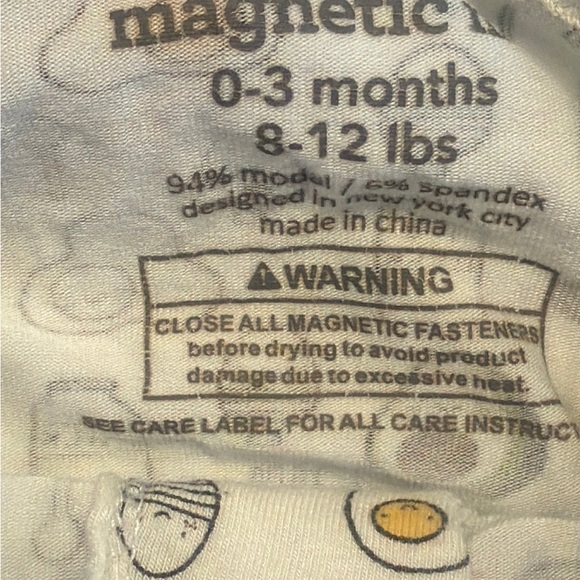 magnetic
0-3 months
8-12 lbs
94% modal / 6% spandex
designed in new york city
made in china
WARNING
CLOSE ALL MAGNETIC FASTENERS
before drying to avoid product
damage due to excessive heat.
SEE CARE LABEL FOR ALL CARE